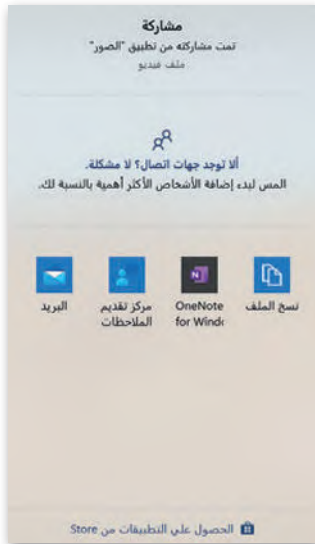 مشاركة
تمت مشاركته من تطبيق "الصور"
ملف فيديو
ألا توجد جهات اتصال؟ لا مشكلة.
المس لبدء إضافة الأشخاص الأكثر أهمية بالنسبة لك.
نسخ الملف
OneNote for Windo
مركز تقديم الملاحظات
البريد
الحصول على التطبيقات من Store